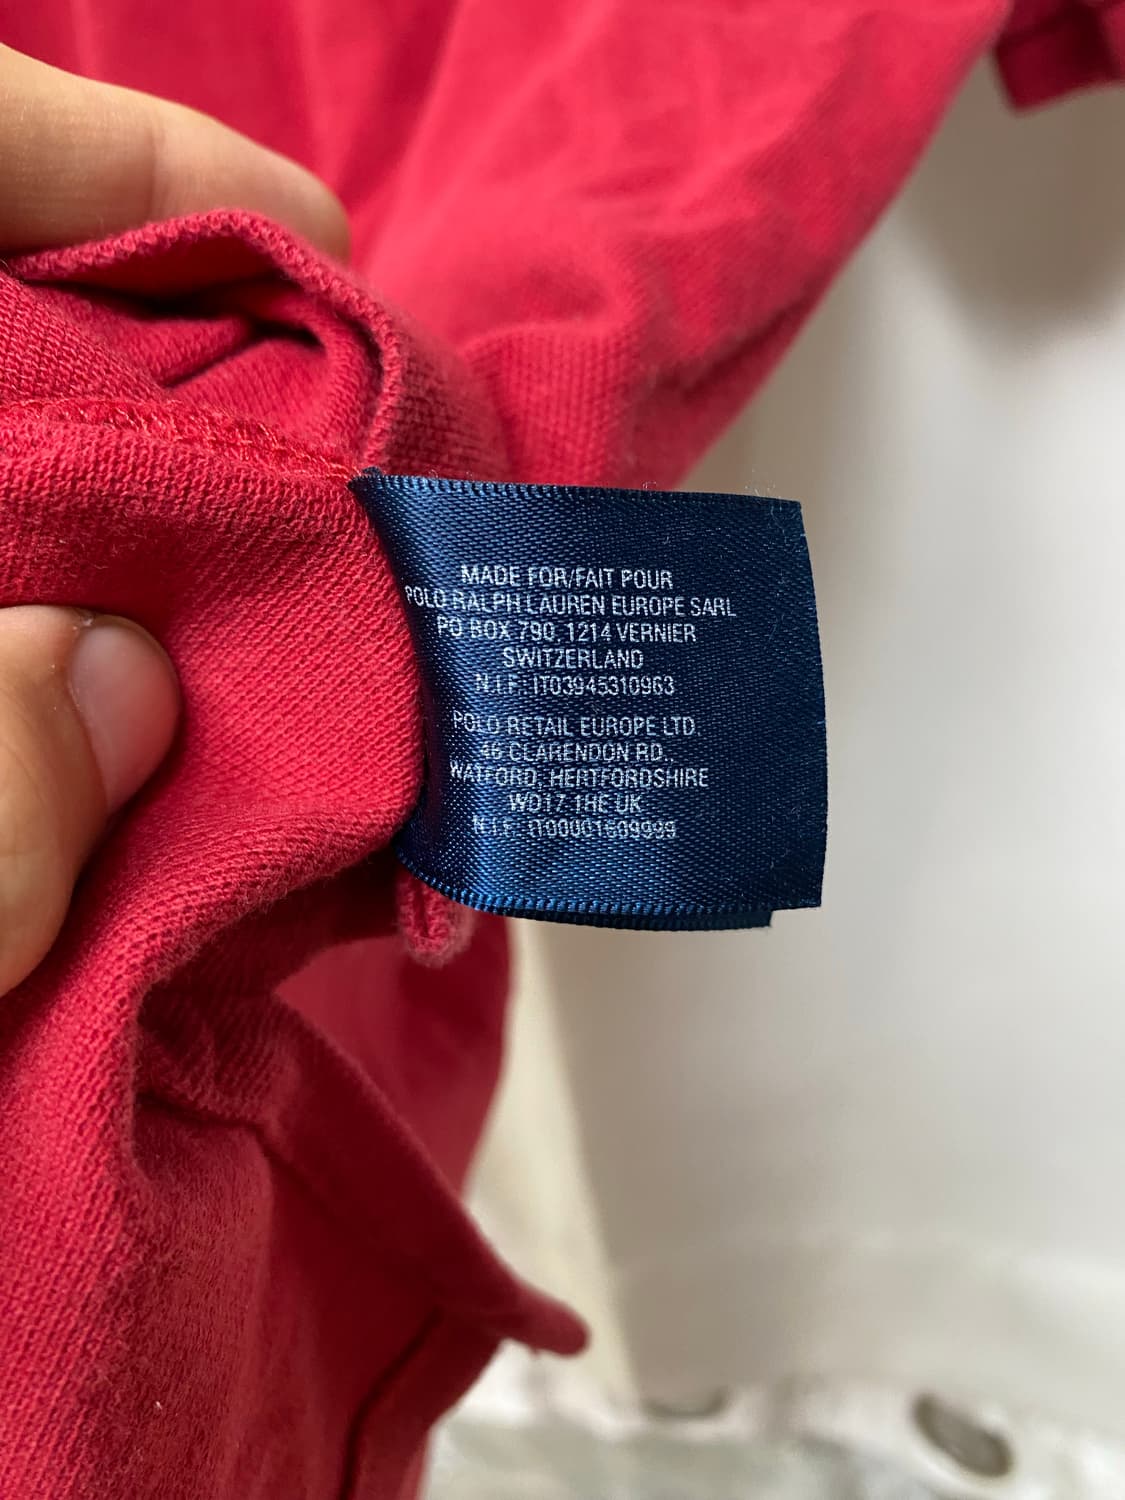 MADE FOR/FAIT POUR
POLO RALPH LAUREN EUROPE SARL
PO BOX 790, 1214 VERNIER
SWITZERLAND
N.I.F: IT03945310963
POLO RETAIL EUROPE LTD.
46 CLARENDON RD.,
WATFORD, HERTFORDSHIRE
WD17 1HE UK
N.I.F: IT00001609999